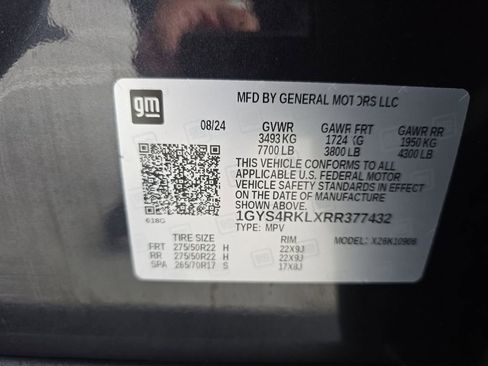 gm
MFD BY GENERAL MOTORS LLC
08/24 GVWR GAWR FRT GAWR RR
3493 KG 1724 KG 1950 KG
7700 LB 3800 LB 4300 LB
THIS VEHICLE CONFORMS TO ALL
APPLICABLE U.S. FEDERAL MOTOR
VEHICLE SAFETY STANDARDS IN EFFECT
ON THE DATE OF MANUFACTURE
SHOWN ABOVE.
1GYS4RKLXRR377432
618G TYPE: MPV
TIRE SIZE RIM MODEL: X26K10906
FRT 275/50R22 H 22X9J
RR 275/50R22 H 22X9J
SPA 265/70R17 S 17X8J